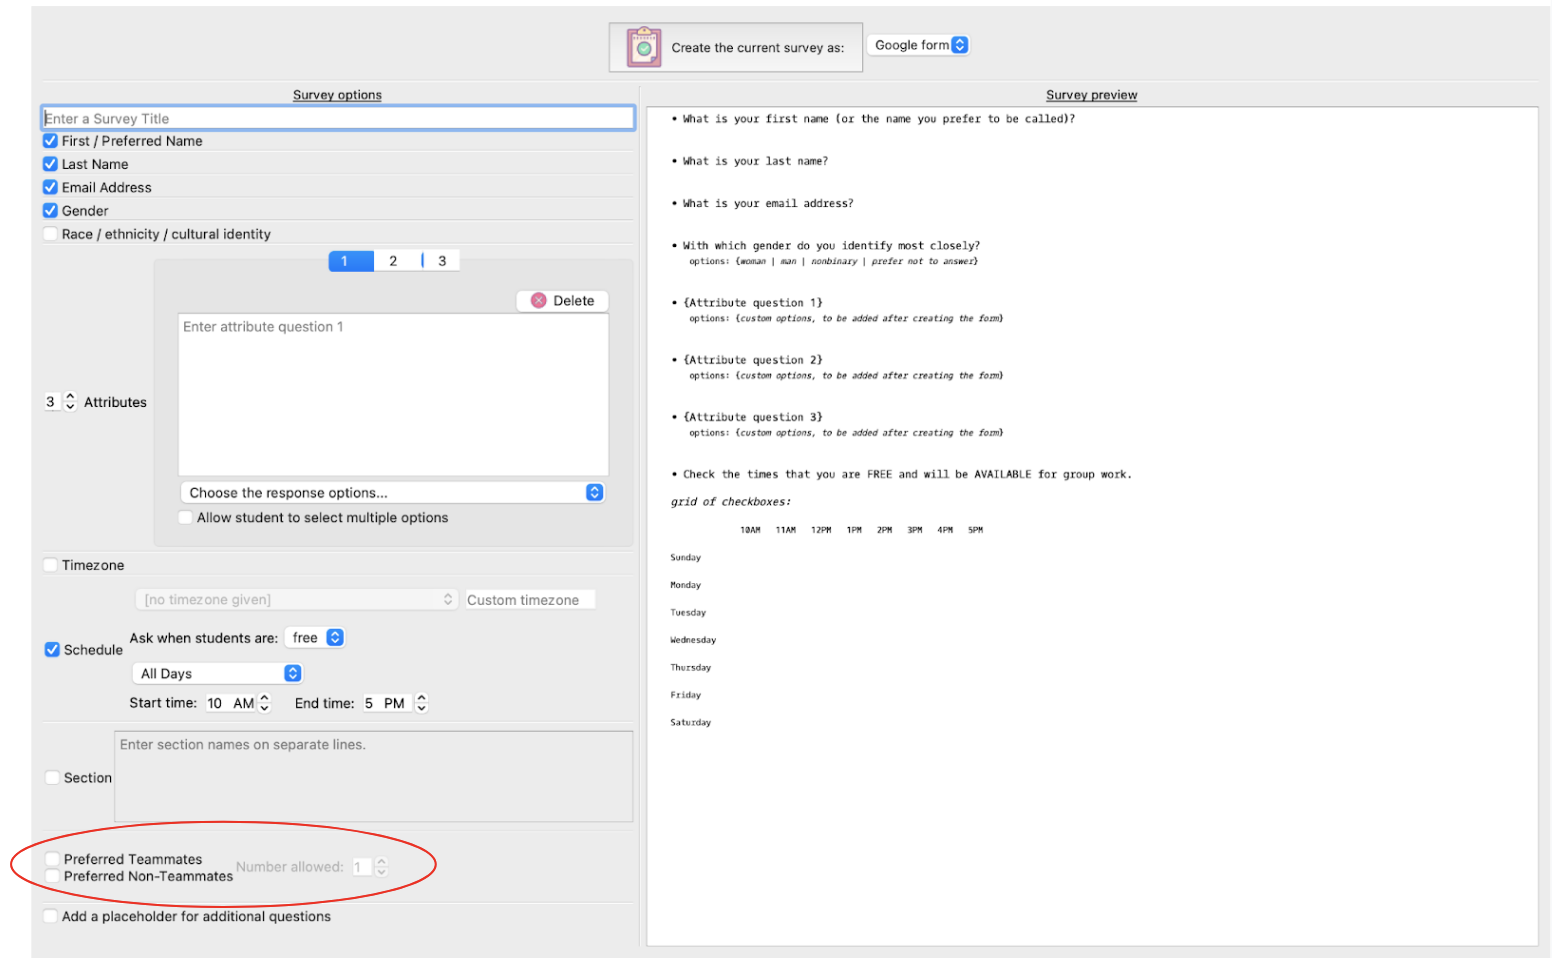 Create the current survey as: Google form
Survey options
Enter a Survey Title
First / Preferred Name
Last Name
Email Address
Gender
Race / ethnicity / cultural identity
1 2 3
Delete
Enter attribute question 1
3 Attributes
Choose the response options...
Allow student to select multiple options
Timezone
[no timezone given] Custom timezone
Schedule
Ask when students are: free
All Days
Start time: 10 AM End time: 5 PM
Section
Enter section names on separate lines.
Preferred Teammates
Preferred Non-Teammates
Number allowed: 1
Add a placeholder for additional questions
Survey preview
• What is your first name (or the name you prefer to be called)?
• What is your last name?
• What is your email address?
• With which gender do you identify most closely?
options: {woman | man | nonbinary | prefer not to answer}
• {Attribute question 1}
options: {custom options, to be added after creating the form}
• {Attribute question 2}
options: {custom options, to be added after creating the form}
• {Attribute question 3}
options: {custom options, to be added after creating the form}
• Check the times that you are FREE and will be AVAILABLE for group work.
grid of checkboxes:
10AM 11AM 12PM 1PM 2PM 3PM 4PM 5PM
Sunday
Monday
Tuesday
Wednesday
Thursday
Friday
Saturday